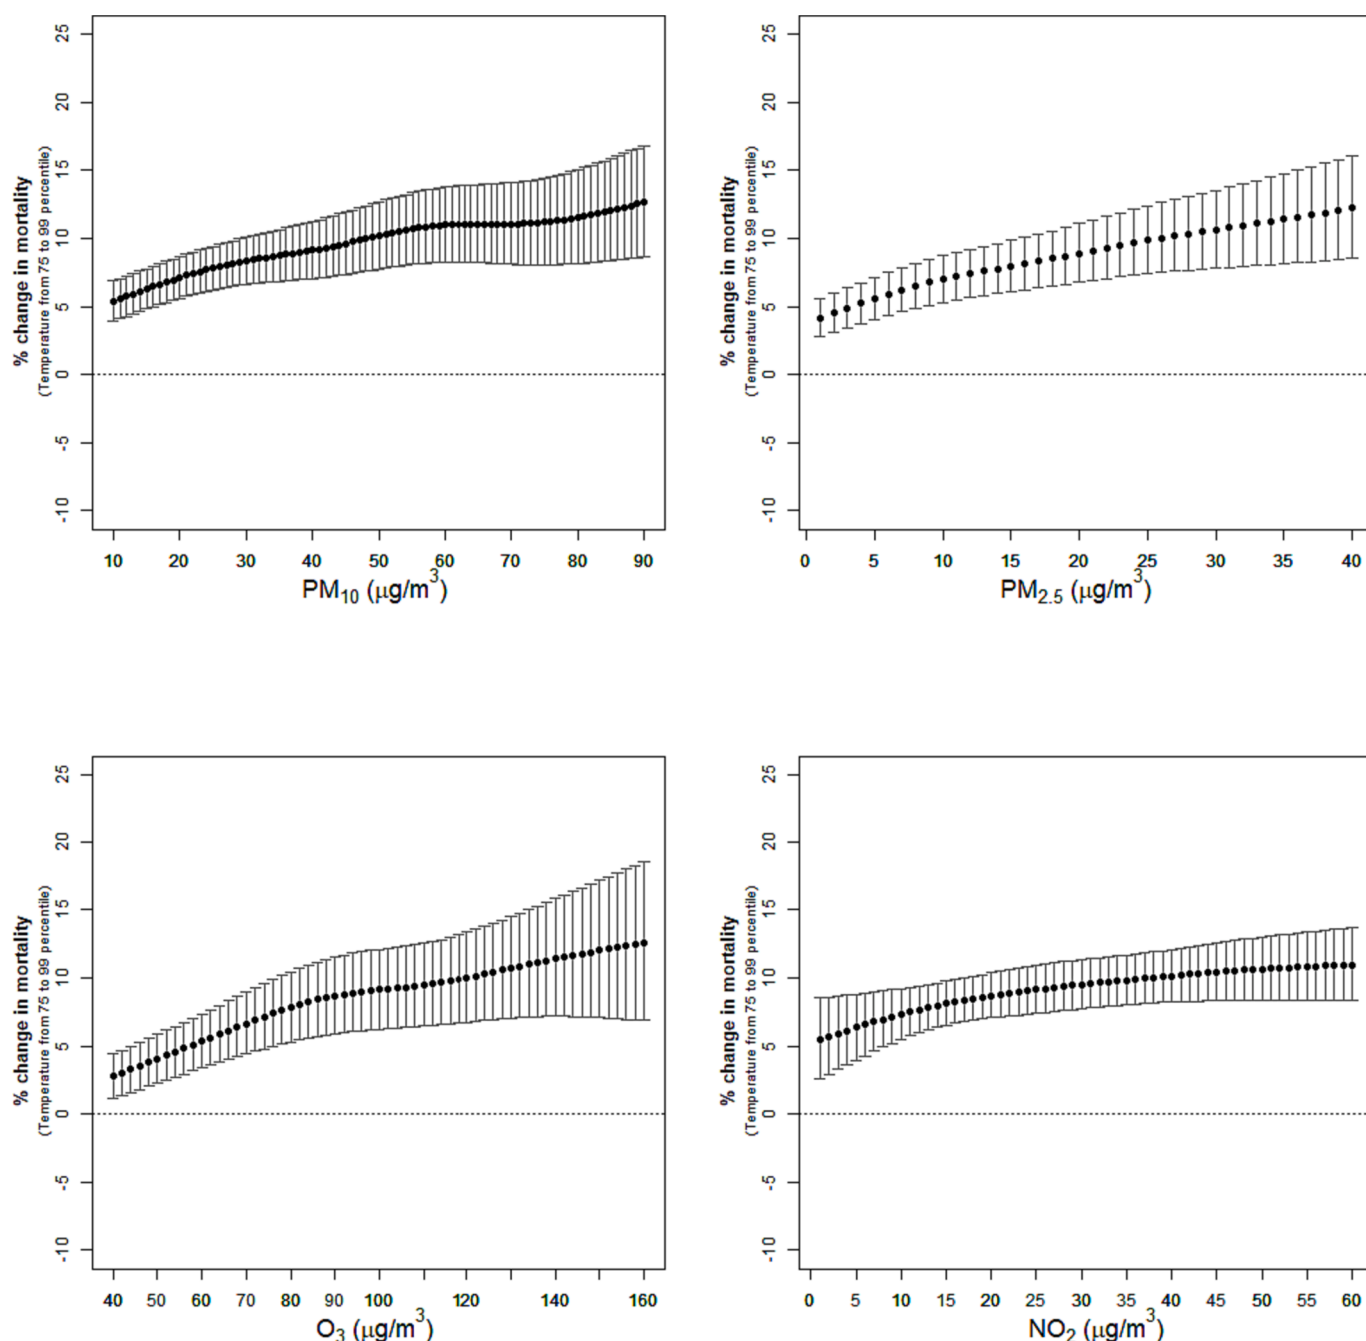 25
20
15
10
5
0
-5
-10
% change in mortality
(Temperature from 75 to 99 percentile)
10 20 30 40 50 60 70 80 90
PM10 (μg/m3)
25
20
15
10
5
0
-5
-10
% change in mortality
(Temperature from 75 to 99 percentile)
0 5 10 15 20 25 30 35 40
PM2.5 (μg/m3)
25
20
15
10
5
0
-5
-10
% change in mortality
(Temperature from 75 to 99 percentile)
40 50 60 70 80 100 120 140 160
O3 (μg/m3)
25
20
15
10
5
0
-5
-10
% change in mortality
(Temperature from 75 to 99 percentile)
0 5 10 15 20 25 30 35 40 45 50 55 60
NO2 (μg/m3)